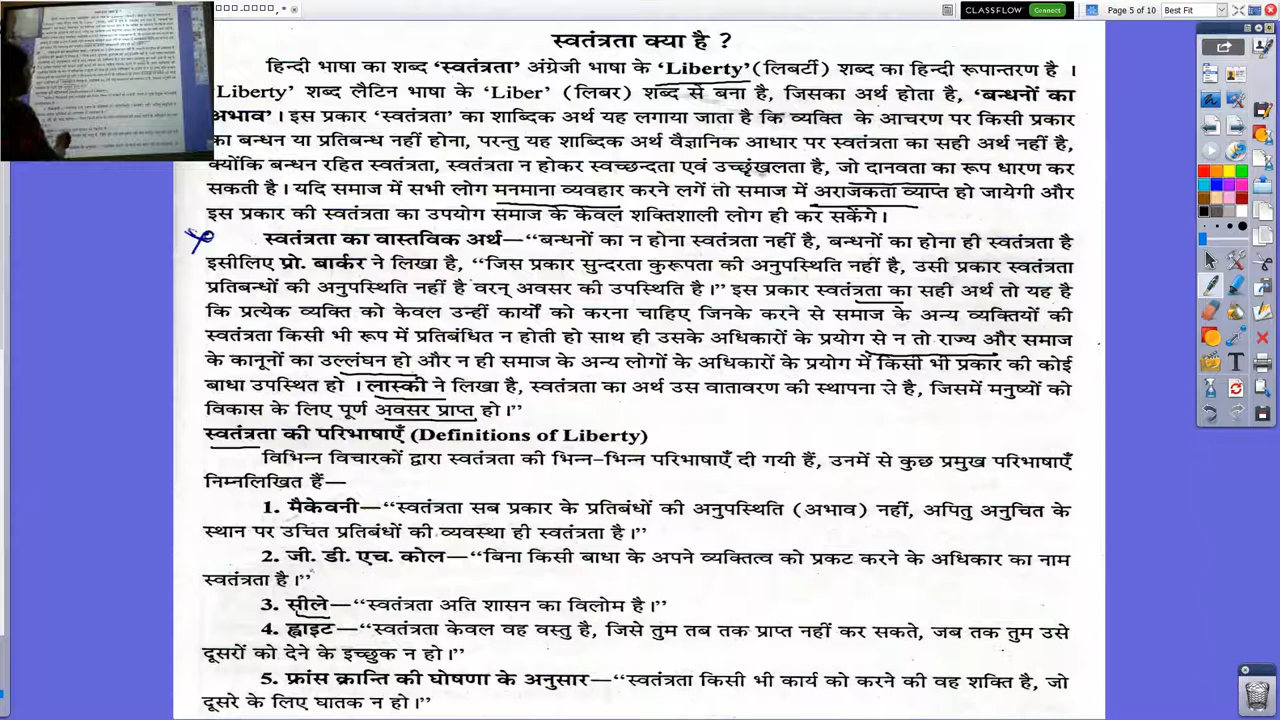 CLASSFLOW Connect Page 5 of 10 Best Fit
स्वतंत्रता क्या है ?
हिन्दी भाषा
भाषा के 'Liberty'
शब्द का हिन्दी रूपान्तरण है ।
'Liberty' शब्द लैटिन भाषा के 'Liber' (लिबर) शब्द से बना है, जिसका अर्थ होता है- 'बन्धनों का
अभाव' । इस प्रकार 'स्वतंत्रता' का शाब्दिक अर्थ यह लगाया जाता है कि व्यक्ति के आचरण पर किसी प्रकार
का बन्धन या प्रतिबन्ध नहीं होना, परन्तु यह शाब्दिक अर्थ वैज्ञानिक आधार पर स्वतंत्रता का सही अर्थ नहीं है,
क्योंकि बन्धन रहित स्वतंत्रता, स्वतंत्रता न होकर स्वच्छन्दता एवं उच्छृंखलता है, जो दानवता का रूप धारण कर
सकती है । यदि समाज में सभी लोग मनमाना व्यवहार करने लगें तो समाज में अराजकता व्याप्त हो जायेगी और
इस प्रकार की स्वतंत्रता का उपयोग समाज के केवल शक्तिशाली लोग ही कर सकेंगे ।
स्वतंत्रता का वास्तविक अर्थ—“बन्धनों का न होना स्वतंत्रता नहीं है, बन्धनों का होना ही स्वतंत्रता है
इसीलिए प्रो. बार्कर ने लिखा है, “जिस प्रकार सुन्दरता कुरूपता की अनुपस्थिति नहीं है, उसी प्रकार स्वतंत्रता
प्रतिबन्धों की अनुपस्थिति नहीं है वरन् अवसर की उपस्थिति है ।” इस प्रकार स्वतंत्रता का सही अर्थ तो यह है
कि प्रत्येक व्यक्ति को केवल उन्हीं कार्यों को करना चाहिए जिनके करने से समाज के अन्य व्यक्तियों की
स्वतंत्रता किसी भी रूप में प्रतिबंधित न होती हो साथ ही उसके अधिकारों के प्रयोग से न तो राज्य और समाज
के कानूनों का उल्लंघन हो और न ही समाज के अन्य लोगों के अधिकारों के प्रयोग में किसी भी प्रकार की कोई
बाधा उपस्थित हो । लास्की ने लिखा है, स्वतंत्रता का अर्थ उस वातावरण की स्थापना से है, जिसमें मनुष्यों को
विकास के लिए पूर्ण अवसर प्राप्त हो ।”
स्वतंत्रता की परिभाषाएँ (Definitions of Liberty)
विभिन्न विचारकों द्वारा स्वतंत्रता की भिन्न-भिन्न परिभाषाएँ दी गयी हैं, उनमें से कुछ प्रमुख परिभाषाएँ
निम्नलिखित हैं—
1. मैकेवनी—“स्वतंत्रता सब प्रकार के प्रतिबंधों की अनुपस्थिति (अभाव) नहीं, अपितु अनुचित के
स्थान पर उचित प्रतिबंधों की व्यवस्था ही स्वतंत्रता है ।”
2. जी. डी. एच. कोल—“बिना किसी बाधा के अपने व्यक्तित्व को प्रकट करने के अधिकार का नाम
स्वतंत्रता है ।”
3. सीले—“स्वतंत्रता अति शासन का विलोम है ।”
4. ह्वाइट—“स्वतंत्रता केवल वह वस्तु है, जिसे तुम तब तक प्राप्त नहीं कर सकते, जब तक तुम उसे
दूसरों को देने के इच्छुक न हो ।”
5. फ्रांस क्रान्ति की घोषणा के अनुसार—“स्वतंत्रता किसी भी कार्य को करने की वह शक्ति है, जो
दूसरे के लिए घातक न हो ।”